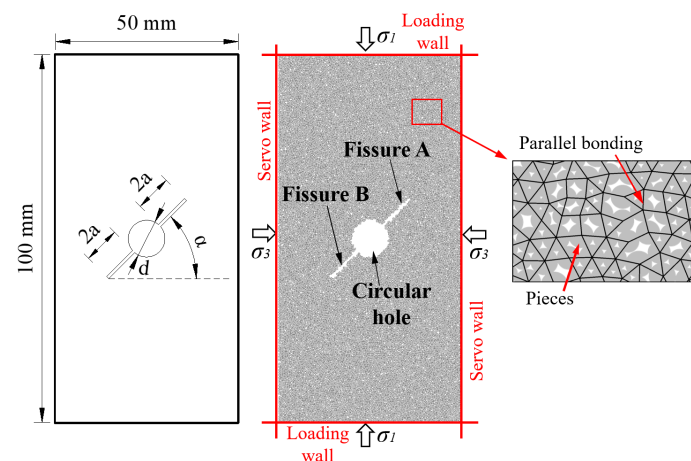 50 mm
100 mm
2a
2a
α
d
σ1
Loading
wall
Servo wall
Fissure A
Fissure B
σ3
σ3
Circular
hole
Servo wall
Loading
wall
σ1
Parallel bonding
Pieces